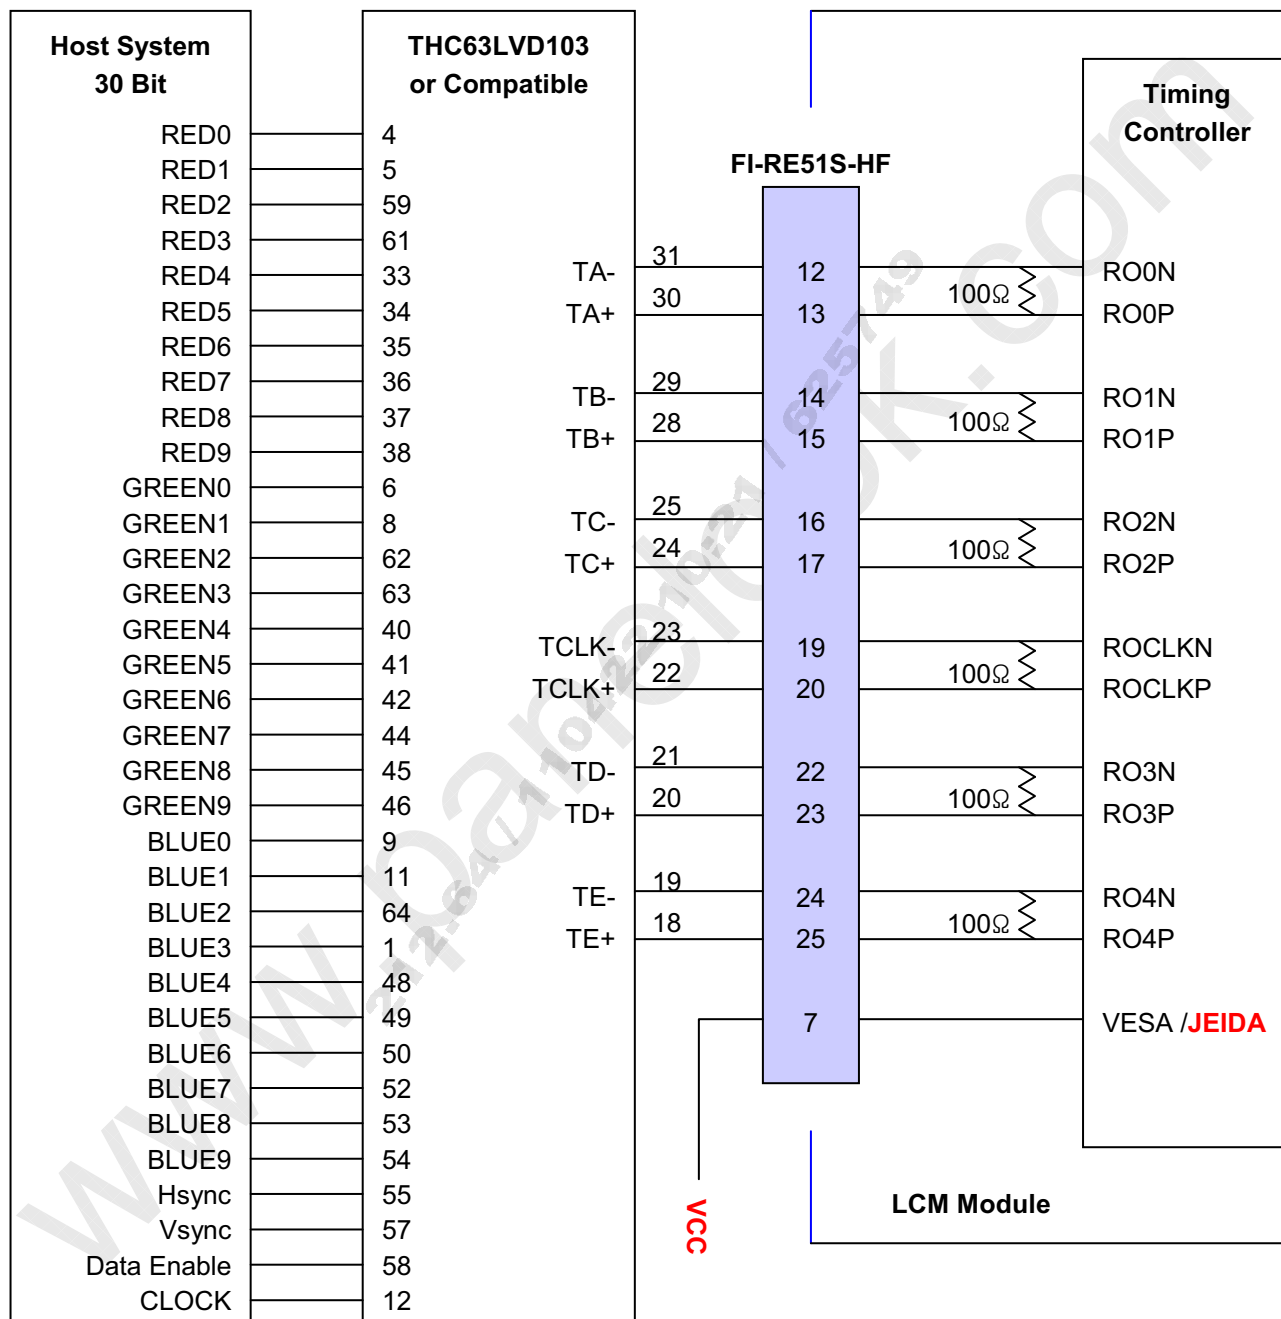 Host System
30 Bit
RED0
RED1
RED2
RED3
RED4
RED5
RED6
RED7
RED8
RED9
GREEN0
GREEN1
GREEN2
GREEN3
GREEN4
GREEN5
GREEN6
GREEN7
GREEN8
GREEN9
BLUE0
BLUE1
BLUE2
BLUE3
BLUE4
BLUE5
BLUE6
BLUE7
BLUE8
BLUE9
Hsync
Vsync
Data Enable
CLOCK
THC63LVD103
or Compatible
4
5
59
61
33
34
35
36
37
38
6
8
62
63
40
41
42
44
45
46
9
11
64
1
48
49
50
52
53
54
55
57
58
12
TA-
TA+
TB-
TB+
TC-
TC+
TCLK-
TCLK+
TD-
TD+
TE-
TE+
31
30
29
28
25
24
23
22
21
20
19
18
VCC
FI-RE51S-HF
12
13
14
15
16
17
19
20
22
23
24
25
7
100Ω
100Ω
100Ω
100Ω
100Ω
100Ω
Timing
Controller
RO0N
RO0P
RO1N
RO1P
RO2N
RO2P
ROCLKN
ROCLKP
RO3N
RO3P
RO4N
RO4P
VESA /JEIDA
LCM Module